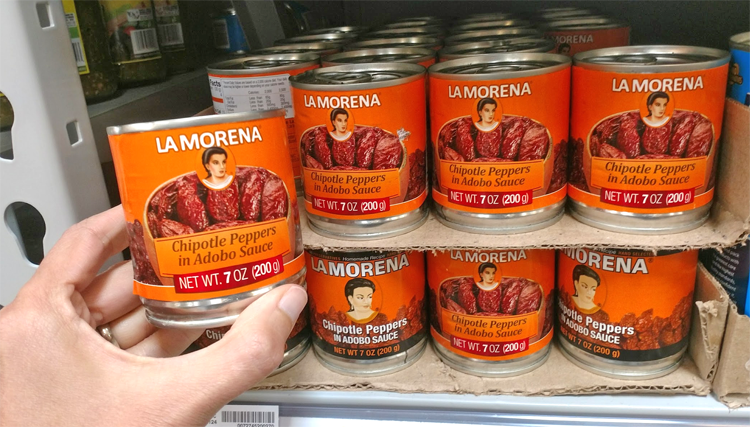 LA MORENA
Chipotle Peppers
in Adobo Sauce
NET WT. 7 OZ (200 g)
LA MORENA
Chipotle Peppers
in Adobo Sauce
NET WT. 7 OZ (200 g)
LA MORENA
Chipotle Peppers
in Adobo Sauce
NET WT. 7 OZ (200 g)
LA MORENA
Chipotle Peppers
in Adobo Sauce
NET WT. 7 OZ (200 g)
Homemade Recipe
LA MORENA
Chipotle Peppers
IN ADOBO SAUCE
NET WT 7 OZ (200 g)
LA MORENA
Chipotle Peppers
in Adobo Sauce
NET WT. 7 OZ (200 g)
MORENA
Chipotle Peppers
IN ADOBO SAUCE
NET WT 7 OZ (200 g)